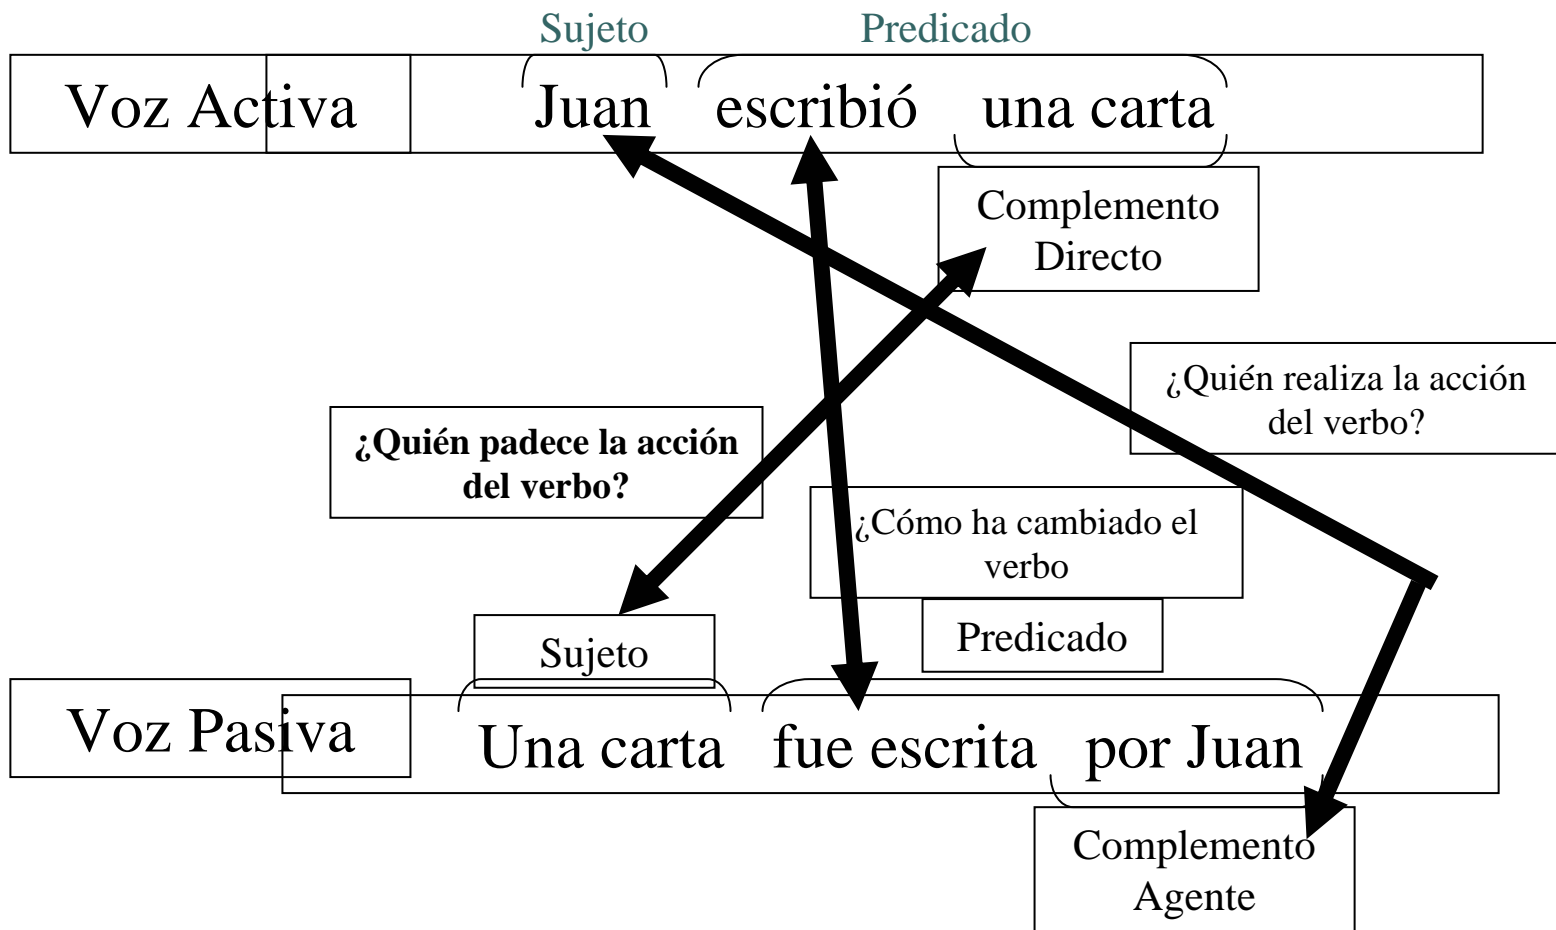 Sujeto Predicado
Voz Activa Juan escribió una carta
Complemento
Directo
¿Quién realiza la acción
del verbo?
¿Quién padece la acción
del verbo?
¿Cómo ha cambiado el
verbo
Sujeto Predicado
Voz Pasiva Una carta fue escrita por Juan
Complemento
Agente